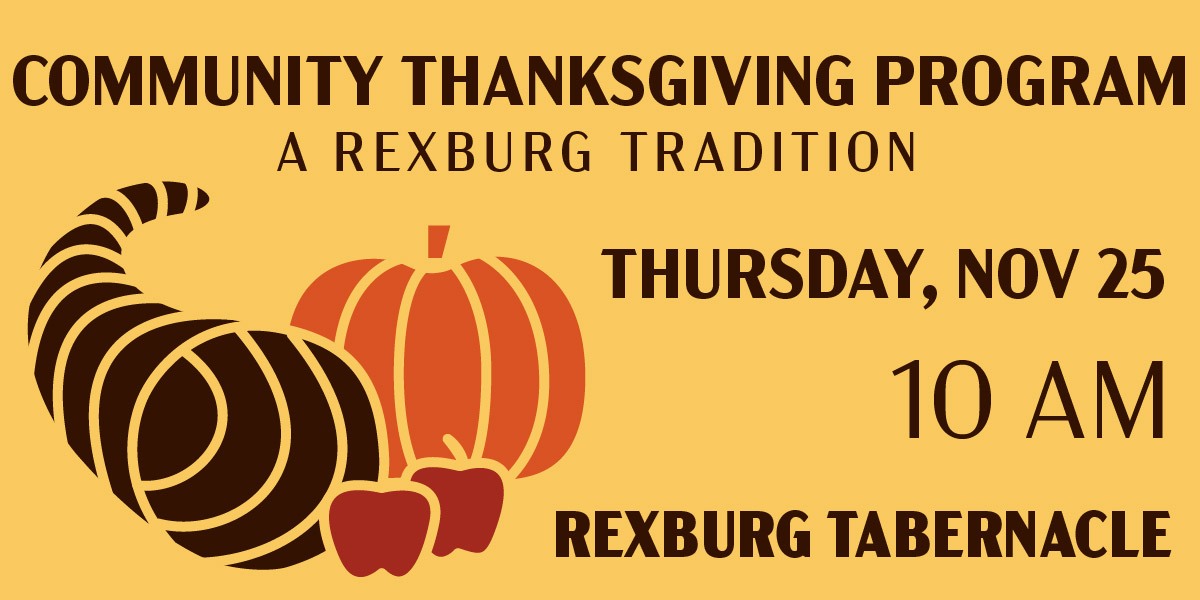 COMMUNITY THANKSGIVING PROGRAM
A REXBURG TRADITION
THURSDAY, NOV 25
10 AM
REXBURG TABERNACLE